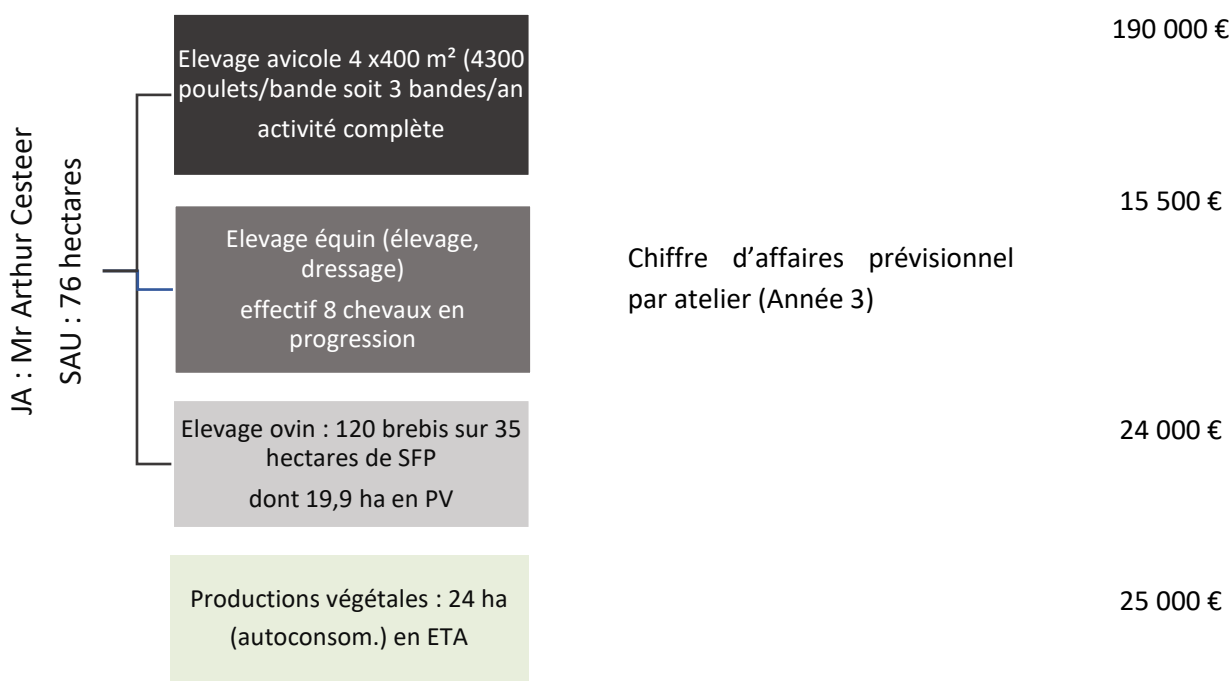 JA : Mr Arthur Cesteer
SAU : 76 hectares
Elevage avicole 4 x400 m² (4300
poulets/bande soit 3 bandes/an
activité complète
190 000 €
Elevage équin (élevage,
dressage)
effectif 8 chevaux en
progression
15 500 €
Chiffre d’affaires prévisionnel
par atelier (Année 3)
Elevage ovin : 120 brebis sur 35
hectares de SFP
dont 19,9 ha en PV
24 000 €
Productions végétales : 24 ha
(autoconsom.) en ETA
25 000 €